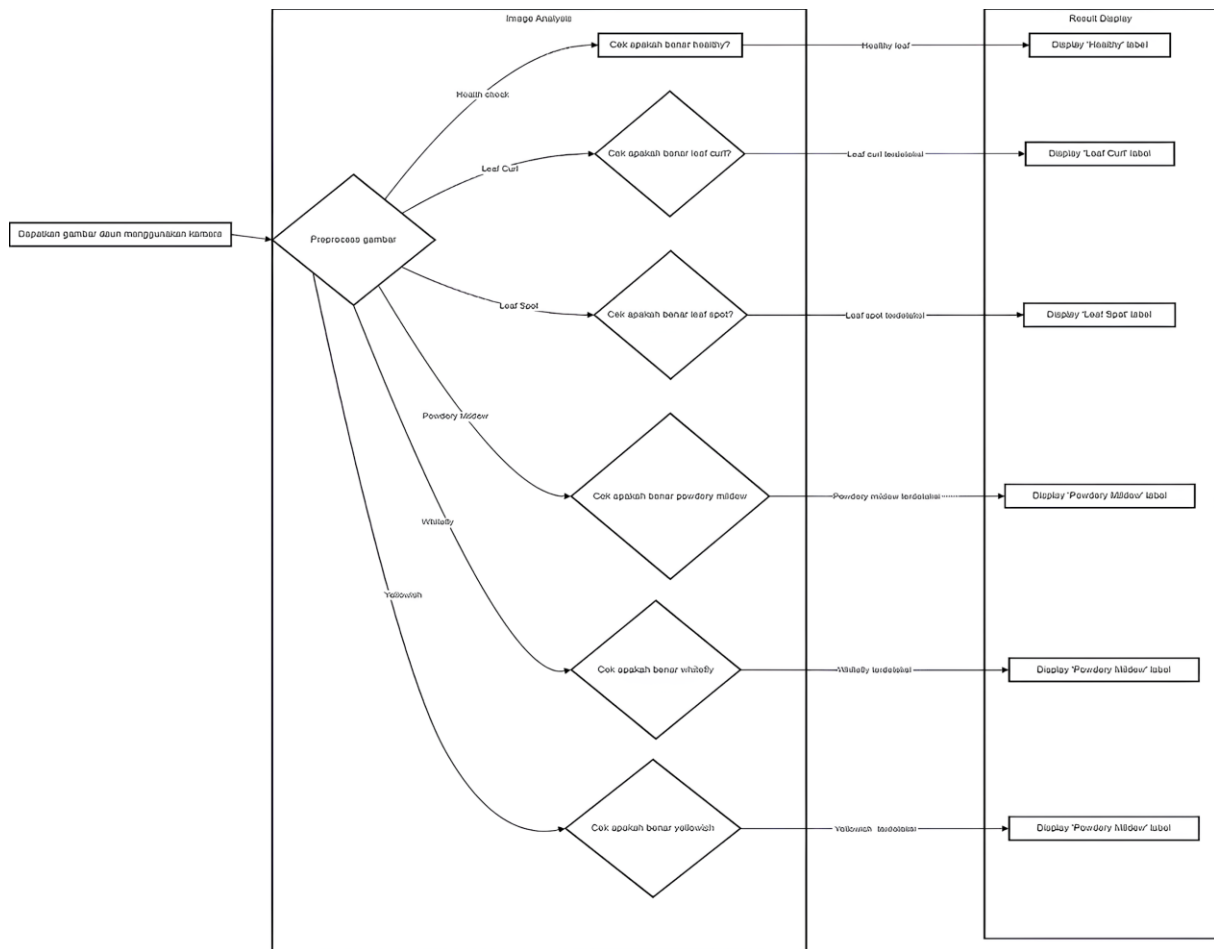 Image Analysis
Result Display
Cek apakah benar healthy?
Healthy leaf
Display 'Healthy' label
Health check
Cek apakah benar leaf curl?
Leaf curl terdeteksi
Display 'Leaf Curl' label
Leaf Curl
Dapatkan gambar daun menggunakan kamera
Preprocess gambar
Leaf Spot
Cek apakah benar leaf spot?
Leaf spot terdeteksi
Display 'Leaf Spot' label
Powdery Mildew
Cek apakah benar powdery mildew
Powdery mildew terdeteksi
Display 'Powdery Mildew' label
Whitefly
Cek apakah benar whitefly
Whitefly terdeteksi
Display 'Powdery Mildew' label
Yellowish
Cek apakah benar yellowish
Yellowish terdeteksi
Display 'Powdery Mildew' label